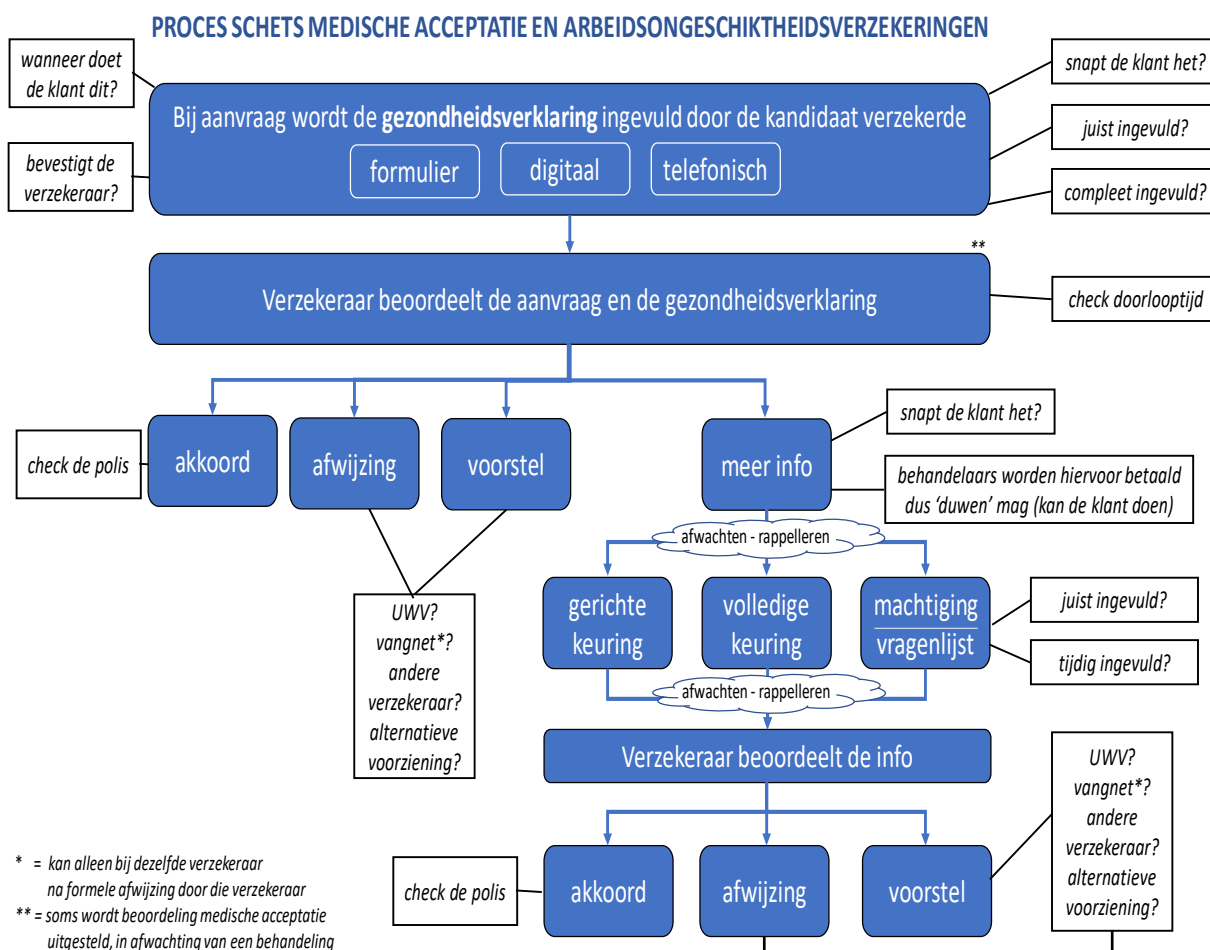 PROCES SCHETS MEDISCHE ACCEPTATIE EN ARBEIDSONGESCHIKTHEIDSVERZEKERINGEN
wanneer doet
de klant dit?
snapt de klant het?
Bij aanvraag wordt de gezondheidsverklaring ingevuld door de kandidaat verzekerde
juist ingevuld?
bevestigt de
verzekeraar?
formulier
digitaal
telefonisch
compleet ingevuld?
**
Verzekeraar beoordeelt de aanvraag en de gezondheidsverklaring
check doorlooptijd
snapt de klant het?
check de polis
akkoord
afwijzing
voorstel
meer info
behandelaars worden hiervoor betaald
dus ‘duwen’ mag (kan de klant doen)
afwachten - rappelleren
gerichte
keuring
volledige
keuring
machtiging
vragenlijst
juist ingevuld?
tijdig ingevuld?
UWV?
vangnet*?
andere
verzekeraar?
alternatieve
voorziening?
afwachten - rappelleren
Verzekeraar beoordeelt de info
UWV?
vangnet*?
andere
verzekeraar?
alternatieve
voorziening?
check de polis
akkoord
afwijzing
voorstel
* = kan alleen bij dezelfde verzekeraar
na formele afwijzing door die verzekeraar
** = soms wordt beoordeling medische acceptatie
uitgesteld, in afwachting van een behandeling